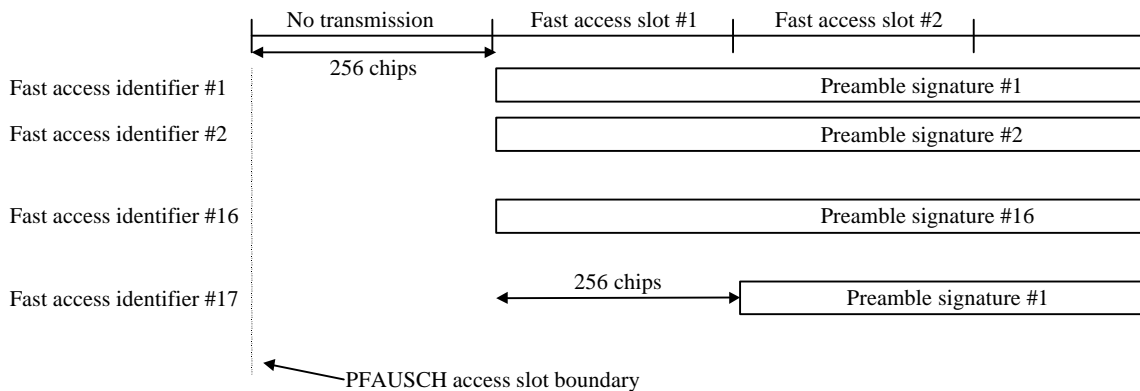 No transmission
Fast access slot #1
Fast access slot #2
256 chips
Fast access identifier #1
Preamble signature #1
Fast access identifier #2
Preamble signature #2
Fast access identifier #16
Preamble signature #16
256 chips
Fast access identifier #17
Preamble signature #1
PFAUSCH access slot boundary